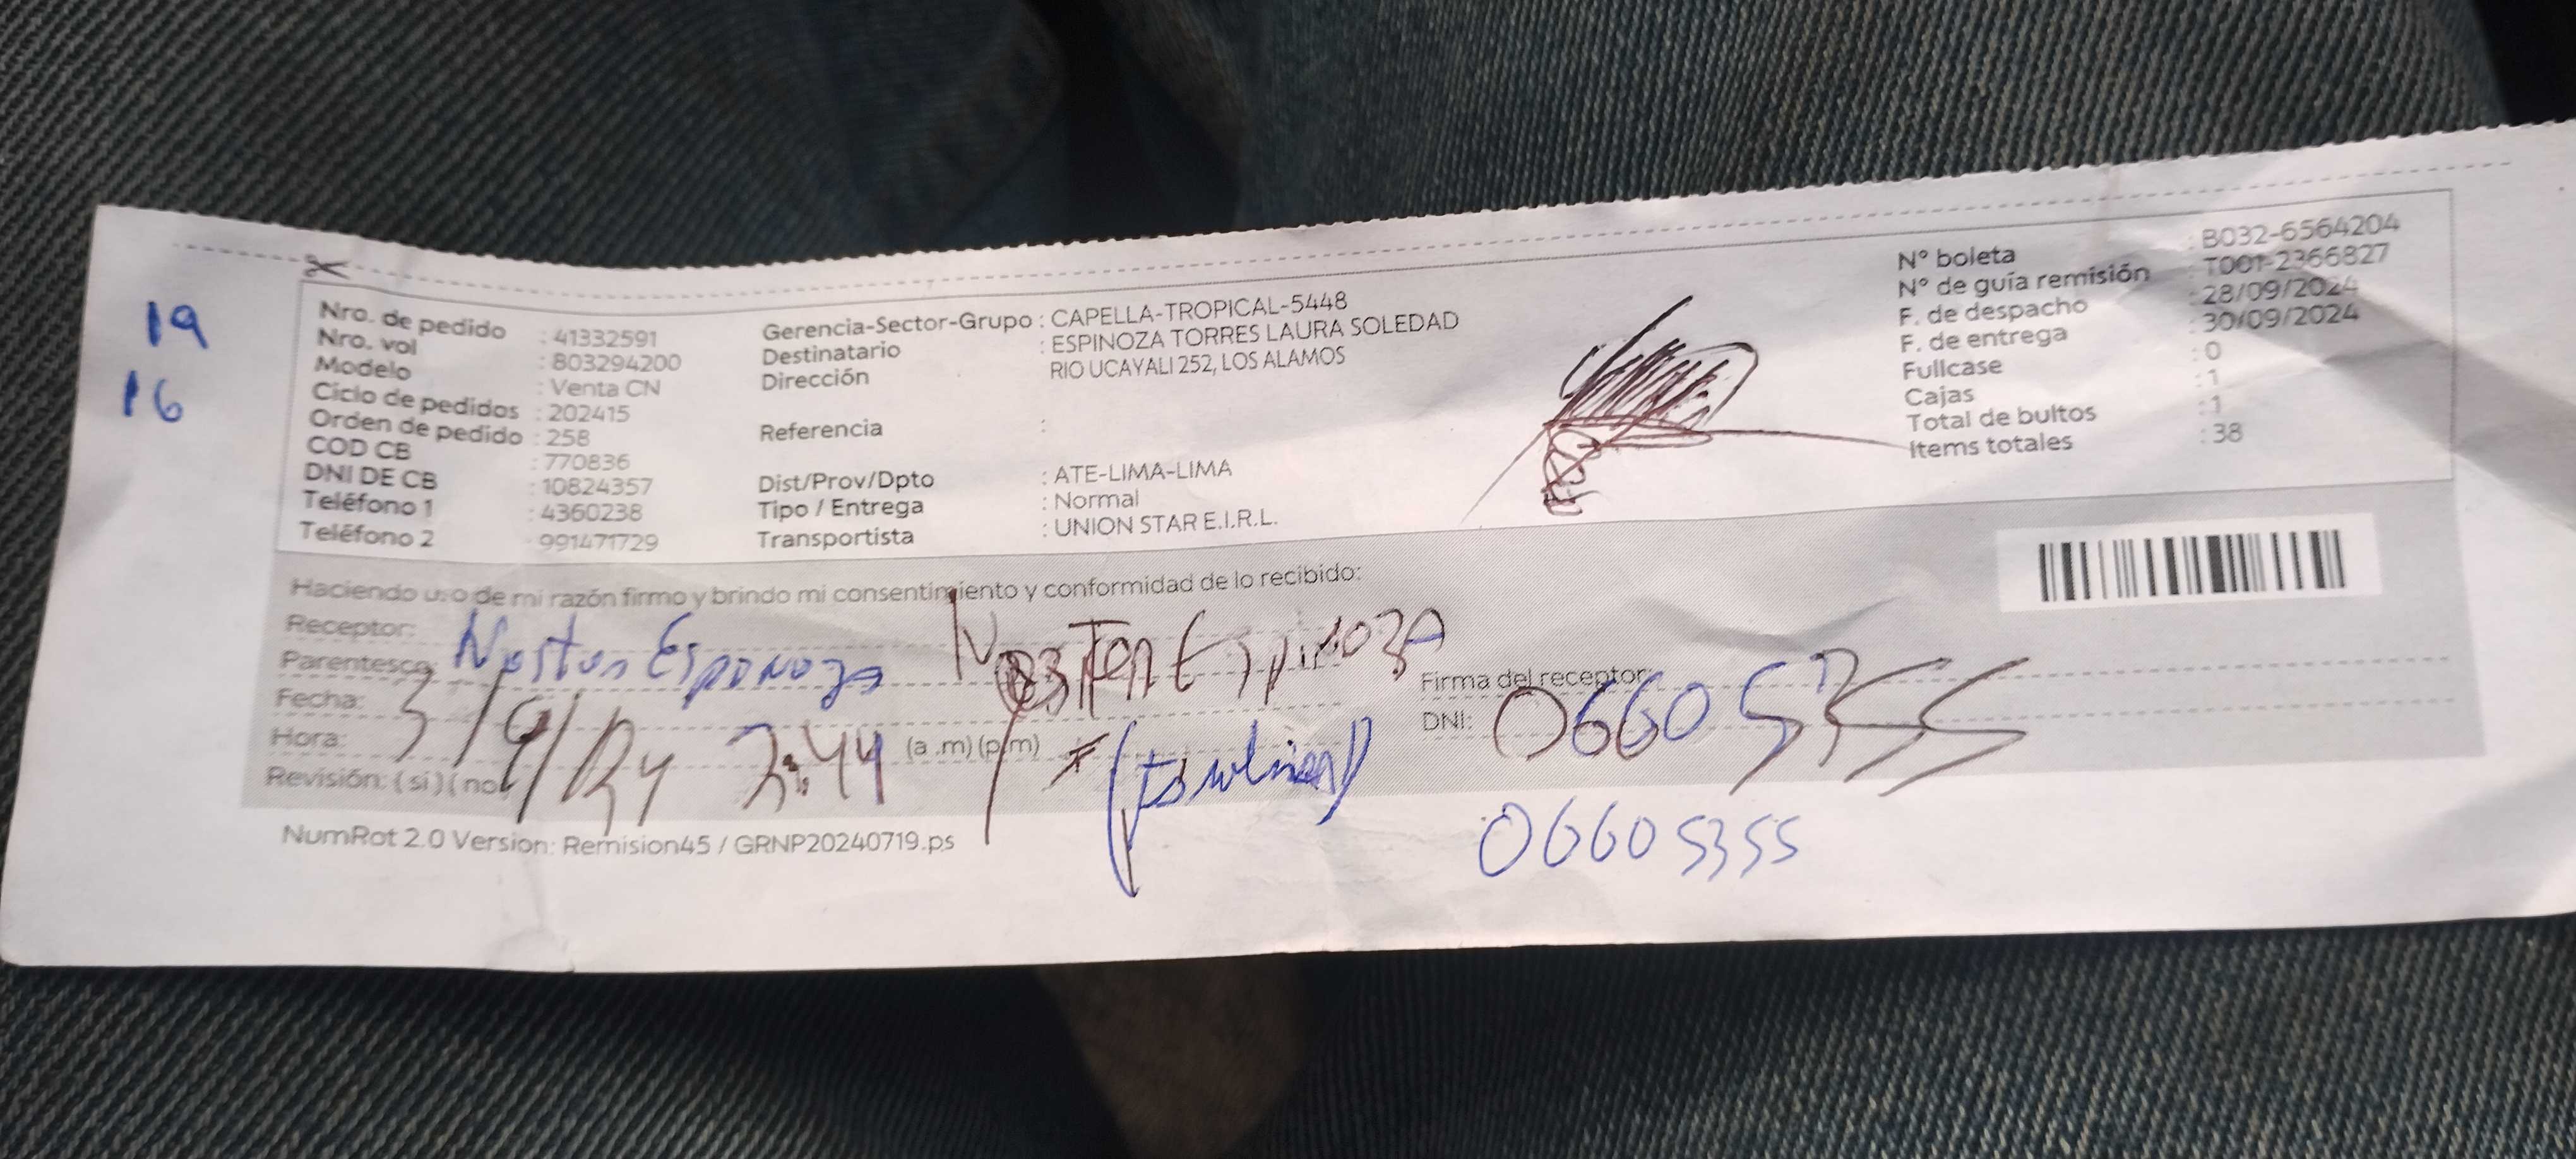 19
16
Nro. de pedido : 41332591
Nro. vol : 803294200
Modelo : Venta CN
Ciclo de pedidos : 202415
Orden de pedido : 258
COD CB : 770836
DNI DE CB : 10824357
Teléfono 1 : 4360238
Teléfono 2 : 991471729
Gerencia-Sector-Grupo : CAPELLA-TROPICAL-5448
Destinatario : ESPINOZA TORRES LAURA SOLEDAD
Dirección RIO UCAYALI 252, LOS ALAMOS
Referencia :
Dist/Prov/Dpto : ATE-LIMA-LIMA
Tipo / Entrega : Normal
Transportista : UNION STAR E.I.R.L.
N° boleta : B032-6564204
N° de guía remisión : T001-2366827
F. de despacho : 28/09/2024
F. de entrega : 30/09/2024
Fullcase : 0
Cajas : 1
Total de bultos : 1
Items totales : 38
Haciendo uso de mi razón firmo y brindo mi consentimiento y conformidad de lo recibido:
Receptor:
Parentesco:
Fecha:
Hora: (a .m) (p.m)
Revisión: ( si ) ( no
Espinoza
Firma del receptor:
DNI: 06605355
06605355
NumRot 2.0 Version: Remision45 / GRNP20240719.ps